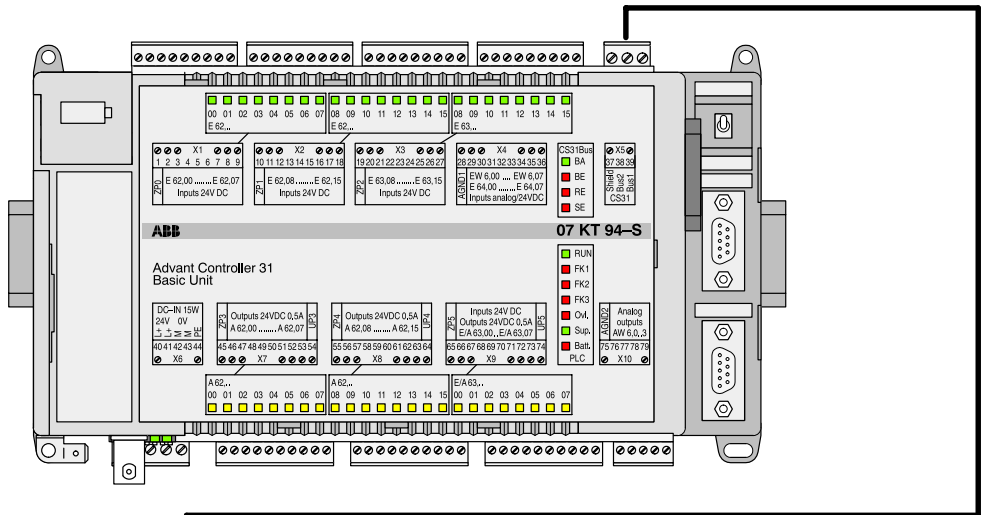 00 01 02 03 04 05 06 07
E 62,..
08 09 10 11 12 13 14 15
E 62,..
08 09 10 11 12 13 14 15
E 63,..
X1
1 2 3 4 5 6 7 8 9
ZP0
E 62,00 ....... E 62,07
Inputs 24V DC
X2
10 11 12 13 14 15 16 17 18
ZP1
E 62,08 ....... E 62,15
Inputs 24V DC
X3
19 20 21 22 23 24 25 26 27
ZP2
E 63,08 ....... E 63,15
Inputs 24V DC
X4
28 29 30 31 32 33 34 35 36
AGND1
EW 6,00 .... EW 6,07
E 64,00 ....... E 64,07
Inputs analog/24VDC
CS31Bus
BA
BE
RE
SE
X5
37 38 39
Shield
Bus2
Bus1
CS31
ABB
07 KT 94–S
Advant Controller 31
Basic Unit
RUN
FK1
FK2
FK3
Ovl.
Sup.
Batt.
PLC
DC–IN 15W
24V 0V
L+
L+
M
M
PE
40 41 42 43 44
X6
ZP3
Outputs 24VDC 0,5A
A 62,00 ........ A 62,07
UP3
45 46 47 48 49 50 51 52 53 54
X7
ZP4
Outputs 24VDC 0,5A
A 62,08 ....... A 62,15
UP4
55 56 57 58 59 60 61 62 63 64
X8
ZP5
Inputs 24V DC
Outputs 24VDC 0,5A
E/A 63,00 ..E/A 63,07
UP5
65 66 67 68 69 70 71 72 73 74
X9
AGND2
Analog
outputs
AW 6,0,.,3
75 76 77 78 79
X10
A 62,..
00 01 02 03 04 05 06 07
A 62,..
08 09 10 11 12 13 14 15
E/A 63,..
00 01 02 03 04 05 06 07